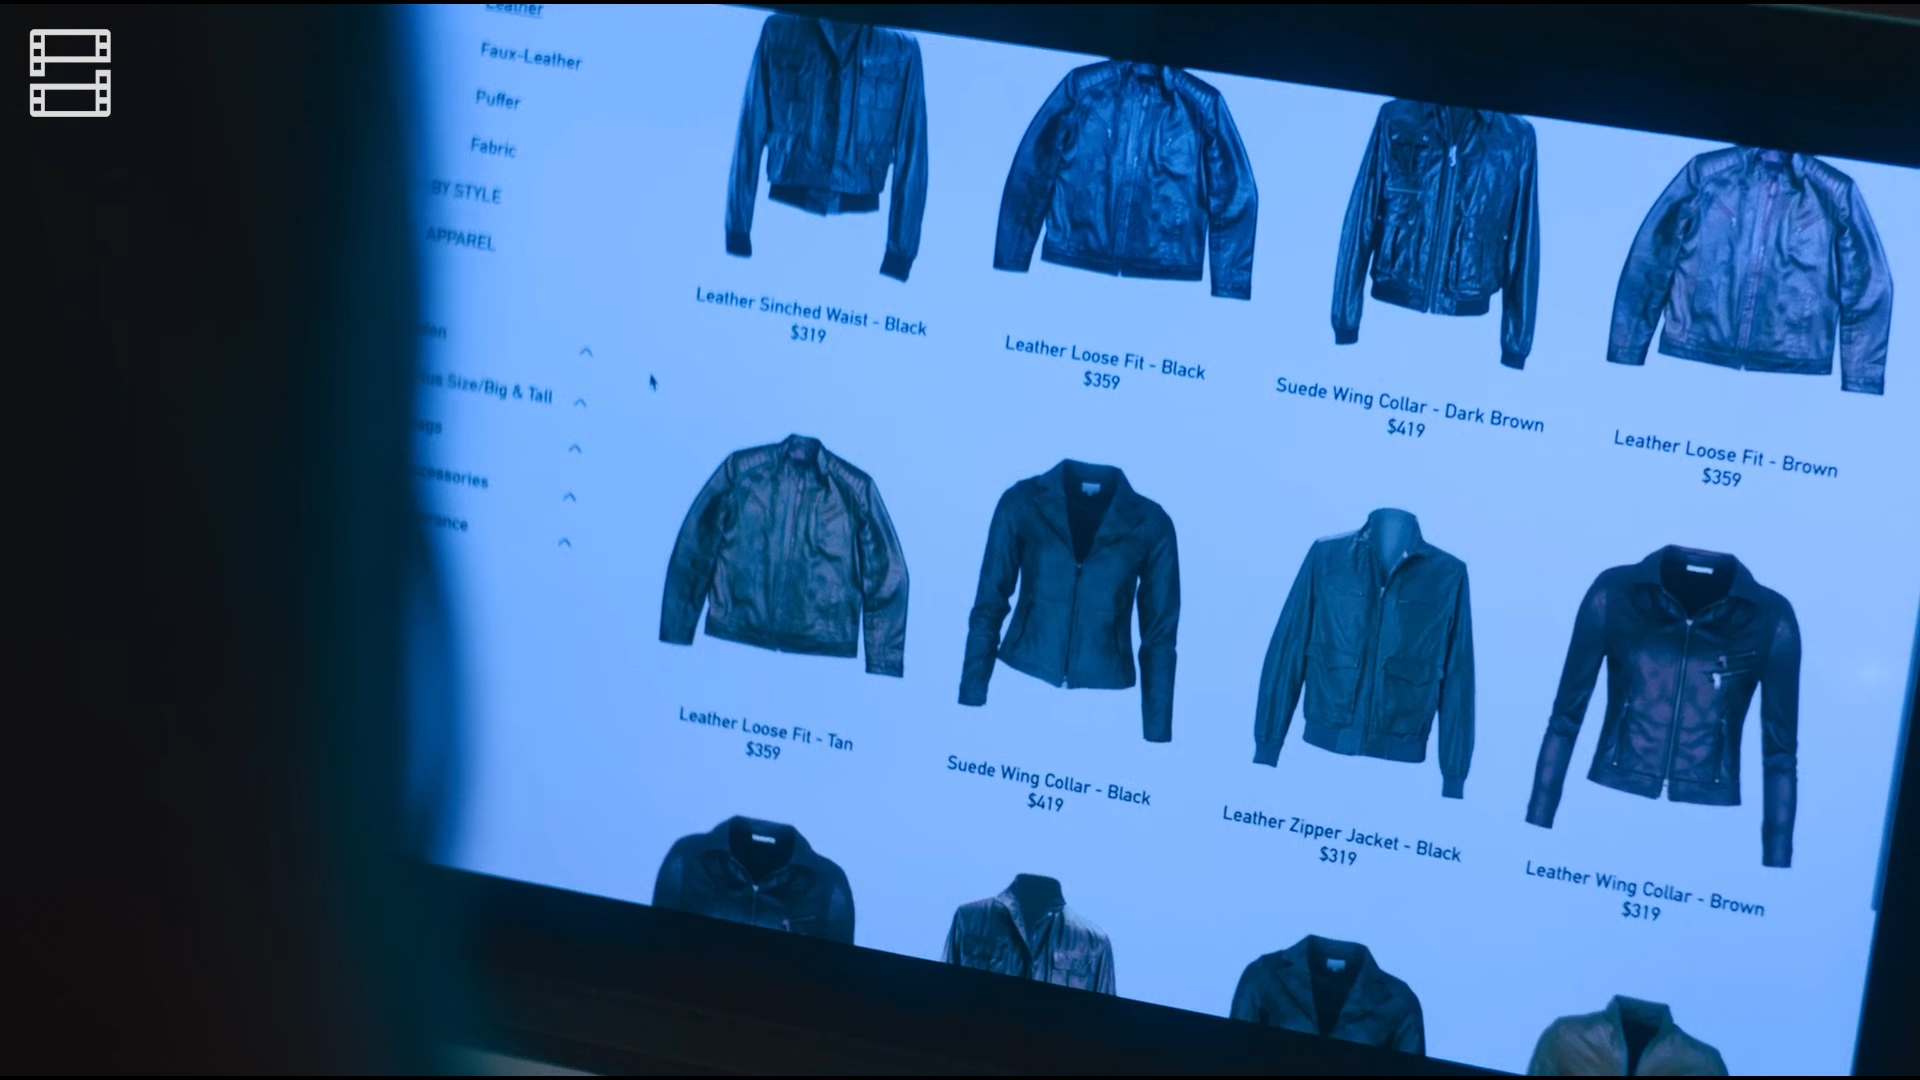 Leather
Faux-Leather
Puffer
Fabric
BY STYLE
APPAREL
Size/Big & Tall
Leather Sinched Waist - Black
$319
Leather Loose Fit - Black
$359
Suede Wing Collar - Dark Brown
$419
Leather Loose Fit - Brown
$359
Leather Loose Fit - Tan
$359
Suede Wing Collar - Black
$419
Leather Zipper Jacket - Black
$319
Leather Wing Collar - Brown
$319